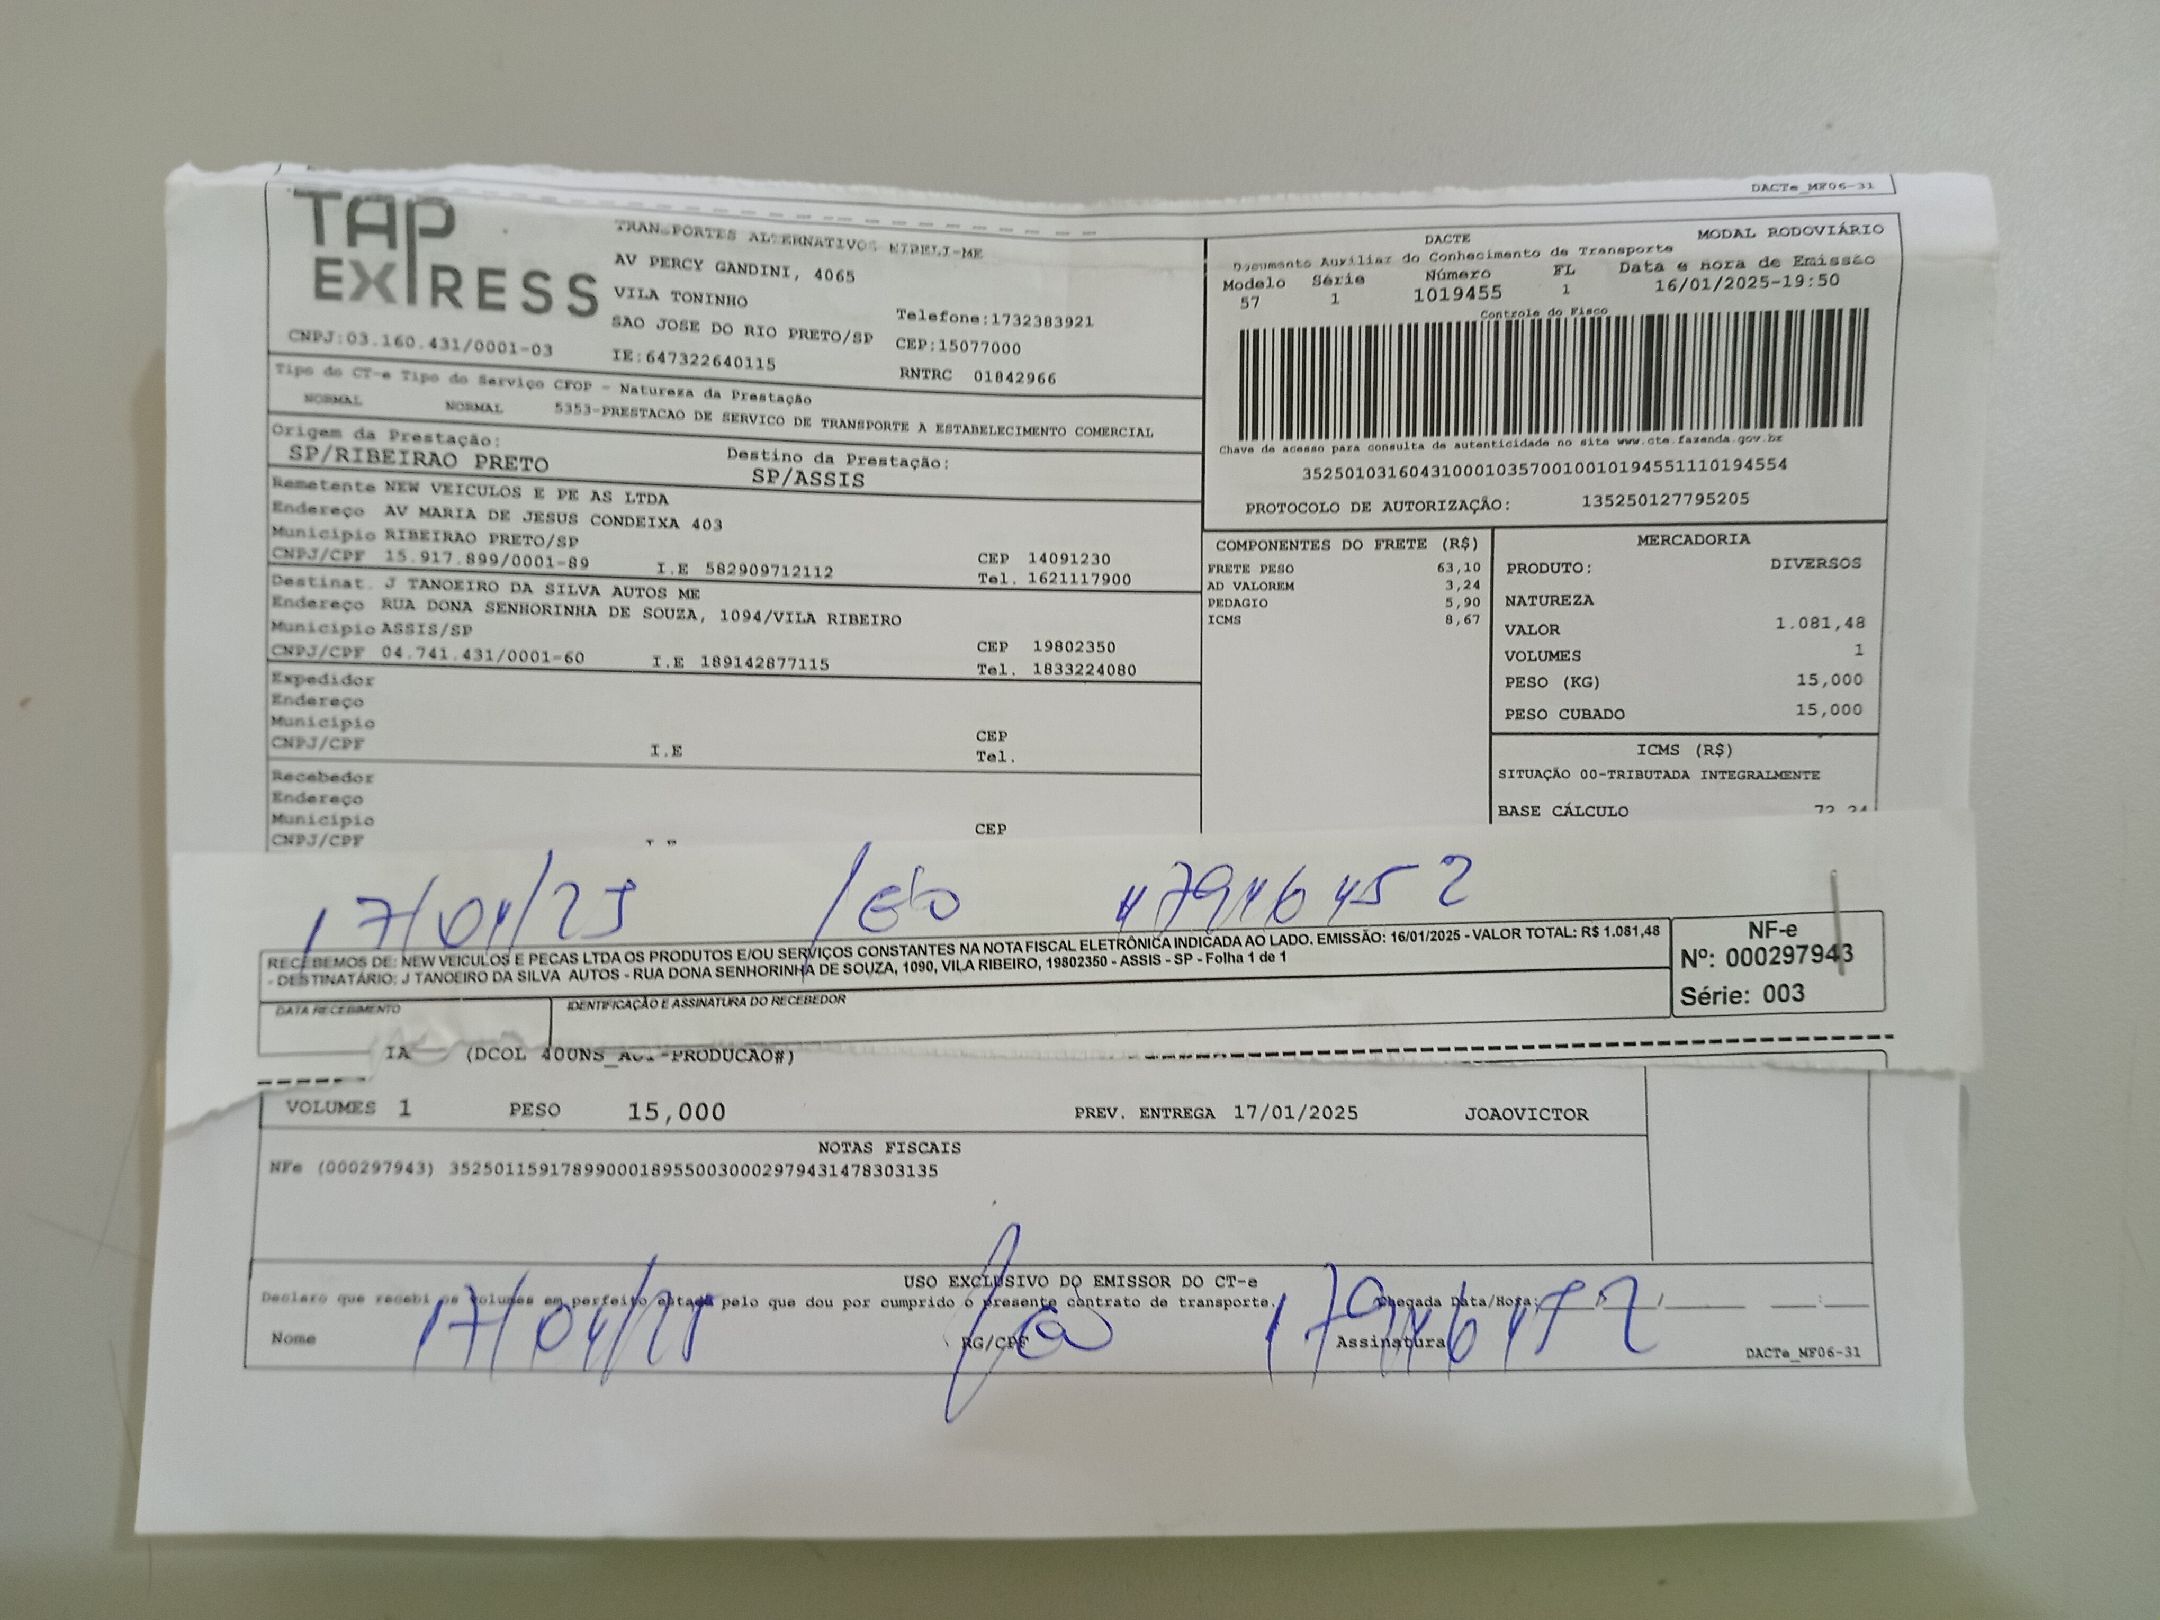 DACTe_MF06-31
TAP
EXPRESS
TRANSPORTES ALTERNATIVOS EIRELI-ME
AV PERCY GANDINI, 4065
VILA TONINHO
SAO JOSE DO RIO PRETO/SP
Telefone:1732383921
CEP:15077000
CNPJ:03.160.431/0001-03
IE:647322640115
RNTRC 01842966
DACTE
MODAL RODOVIÁRIO
Documento Auxiliar do Conhecimento de Transporte
Modelo Série Número FL Data e hora de Emissão
57 1 1019455 1 16/01/2025-19:50
Controle do Fisco
Chave de acesso para consulta de autenticidade no site www.cte.fazenda.gov.br
35250103160431000103570010010194551110194554
PROTOCOLO DE AUTORIZAÇÃO: 135250127795205
Tipo do CT-e Tipo do Serviço CFOP - Natureza da Prestação
NORMAL NORMAL 5353-PRESTACAO DE SERVICO DE TRANSPORTE A ESTABELECIMENTO COMERCIAL
Origem da Prestação: Destino da Prestação:
SP/RIBEIRAO PRETO SP/ASSIS
Remetente NEW VEICULOS E PE AS LTDA
Endereço AV MARIA DE JESUS CONDEIXA 403
Município RIBEIRAO PRETO/SP CEP 14091230
CNPJ/CPF 15.917.899/0001-89 I.E 582909712112 Tel. 1621117900
Destinat. J TANOEIRO DA SILVA AUTOS ME
Endereço RUA DONA SENHORINHA DE SOUZA, 1094/VILA RIBEIRO
Município ASSIS/SP CEP 19802350
CNPJ/CPF 04.741.431/0001-60 I.E 189142877115 Tel. 1833224080
Expedidor
Endereço
Município CEP
CNPJ/CPF I.E Tel.
Recebedor
Endereço
Município CEP
CNPJ/CPF
COMPONENTES DO FRETE (R$)
FRETE PESO 63,10
AD VALOREM 3,24
PEDAGIO 5,90
ICMS 8,67
MERCADORIA
PRODUTO: DIVERSOS
NATUREZA
VALOR 1.081,48
VOLUMES 1
PESO (KG) 15,000
PESO CUBADO 15,000
ICMS (R$)
SITUAÇÃO 00-TRIBUTADA INTEGRALMENTE
BASE CÁLCULO
17/01/25
RECEBEMOS DE: NEW VEICULOS E PECAS LTDA OS PRODUTOS E/OU SERVIÇOS CONSTANTES NA NOTA FISCAL ELETRÔNICA INDICADA AO LADO. EMISSÃO: 16/01/2025 - VALOR TOTAL: R$ 1.081,48
- DESTINATÁRIO: J TANOEIRO DA SILVA AUTOS - RUA DONA SENHORINHA DE SOUZA, 1090, VILA RIBEIRO, 19802350 - ASSIS - SP - Folha 1 de 1
NF-e
Nº: 000297943
Série: 003
DATA RECEBIMENTO
IDENTIFICAÇÃO E ASSINATURA DO RECEBEDOR
VOLUMES 1 PESO 15,000 PREV. ENTREGA 17/01/2025 JOAOVICTOR
NOTAS FISCAIS
NFe (000297943) 35250115917899000189550030002979431478303135
USO EXCLUSIVO DO EMISSOR DO CT-e
Declaro que recebi os volumes em perfeito estado pelo que dou por cumprido o presente contrato de transporte. Chegada Data/Hora:
Nome RG/CPF Assinatura
17/01/25
DACTe_MF06-31